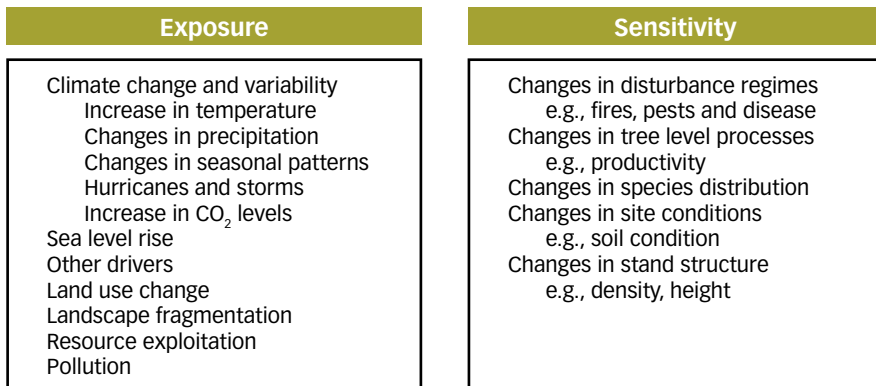 Exposure
Climate change and variability
Increase in temperature
Changes in precipitation
Changes in seasonal patterns
Hurricanes and storms
Increase in CO₂ levels
Sea level rise
Other drivers
Land use change
Landscape fragmentation
Resource exploitation
Pollution
Sensitivity
Changes in disturbance regimes
e.g., fires, pests and disease
Changes in tree level processes
e.g., productivity
Changes in species distribution
Changes in site conditions
e.g., soil condition
Changes in stand structure
e.g., density, height